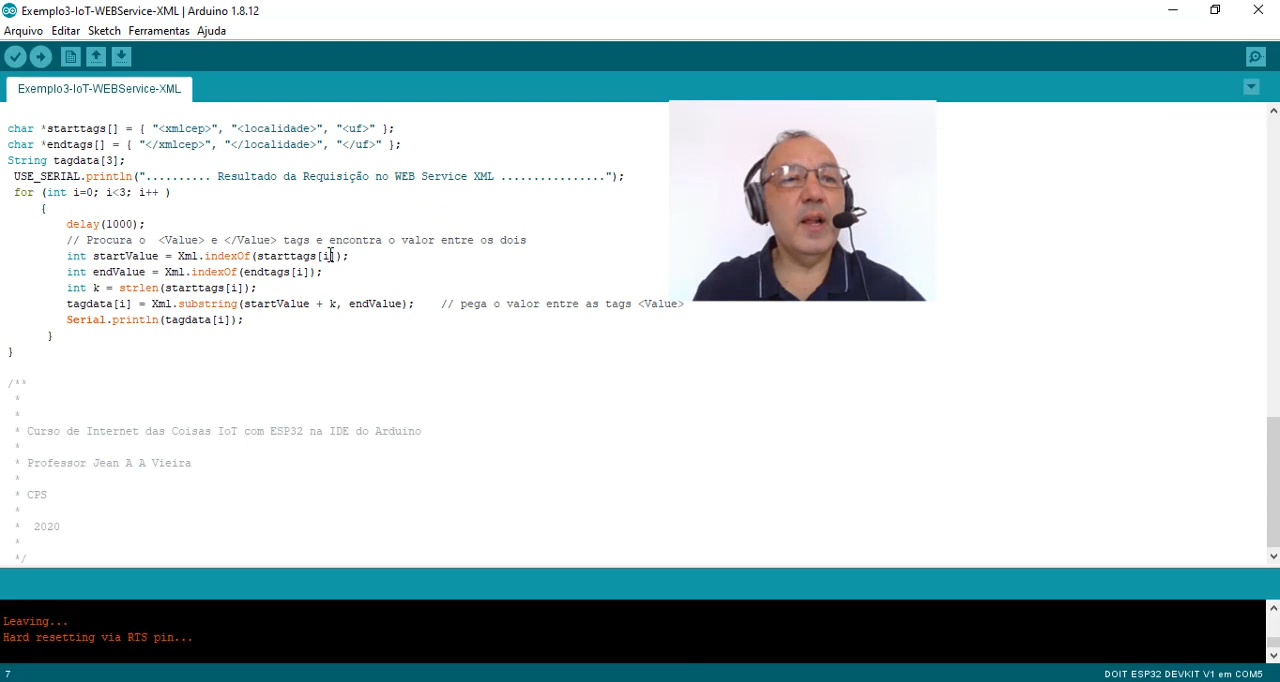 Exemplo3-IoT-WEBService-XML | Arduino 1.8.12
Arquivo Editar Sketch Ferramentas Ajuda
Exemplo3-IoT-WEBService-XML
char *starttags[] = { "<xmlcep>", "<localidade>", "<uf>" };
char *endtags[] = { "</xmlcep>", "</localidade>", "</uf>" };
String tagdata[3];
USE_SERIAL.println(".......... Resultado da Requisição no WEB Service XML ................");
for (int i=0; i<3; i++ )
{
delay(1000);
// Procura o  <Value> e </Value> tags e encontra o valor entre os dois
int startValue = Xml.indexOf(starttags[i]);
int endValue = Xml.indexOf(endtags[i]);
int k = strlen(starttags[i]);
tagdata[i] = Xml.substring(startValue + k, endValue);    // pega o valor entre as tags <Value>
Serial.println(tagdata[i]);
}
}
/**
*
*
* Curso de Internet das Coisas IoT com ESP32 na IDE do Arduino
*
* Professor Jean A A Vieira
*
* CPS
*
*  2020
*
*/
Leaving...
Hard resetting via RTS pin...
7
DOIT ESP32 DEVKIT V1 em COM5